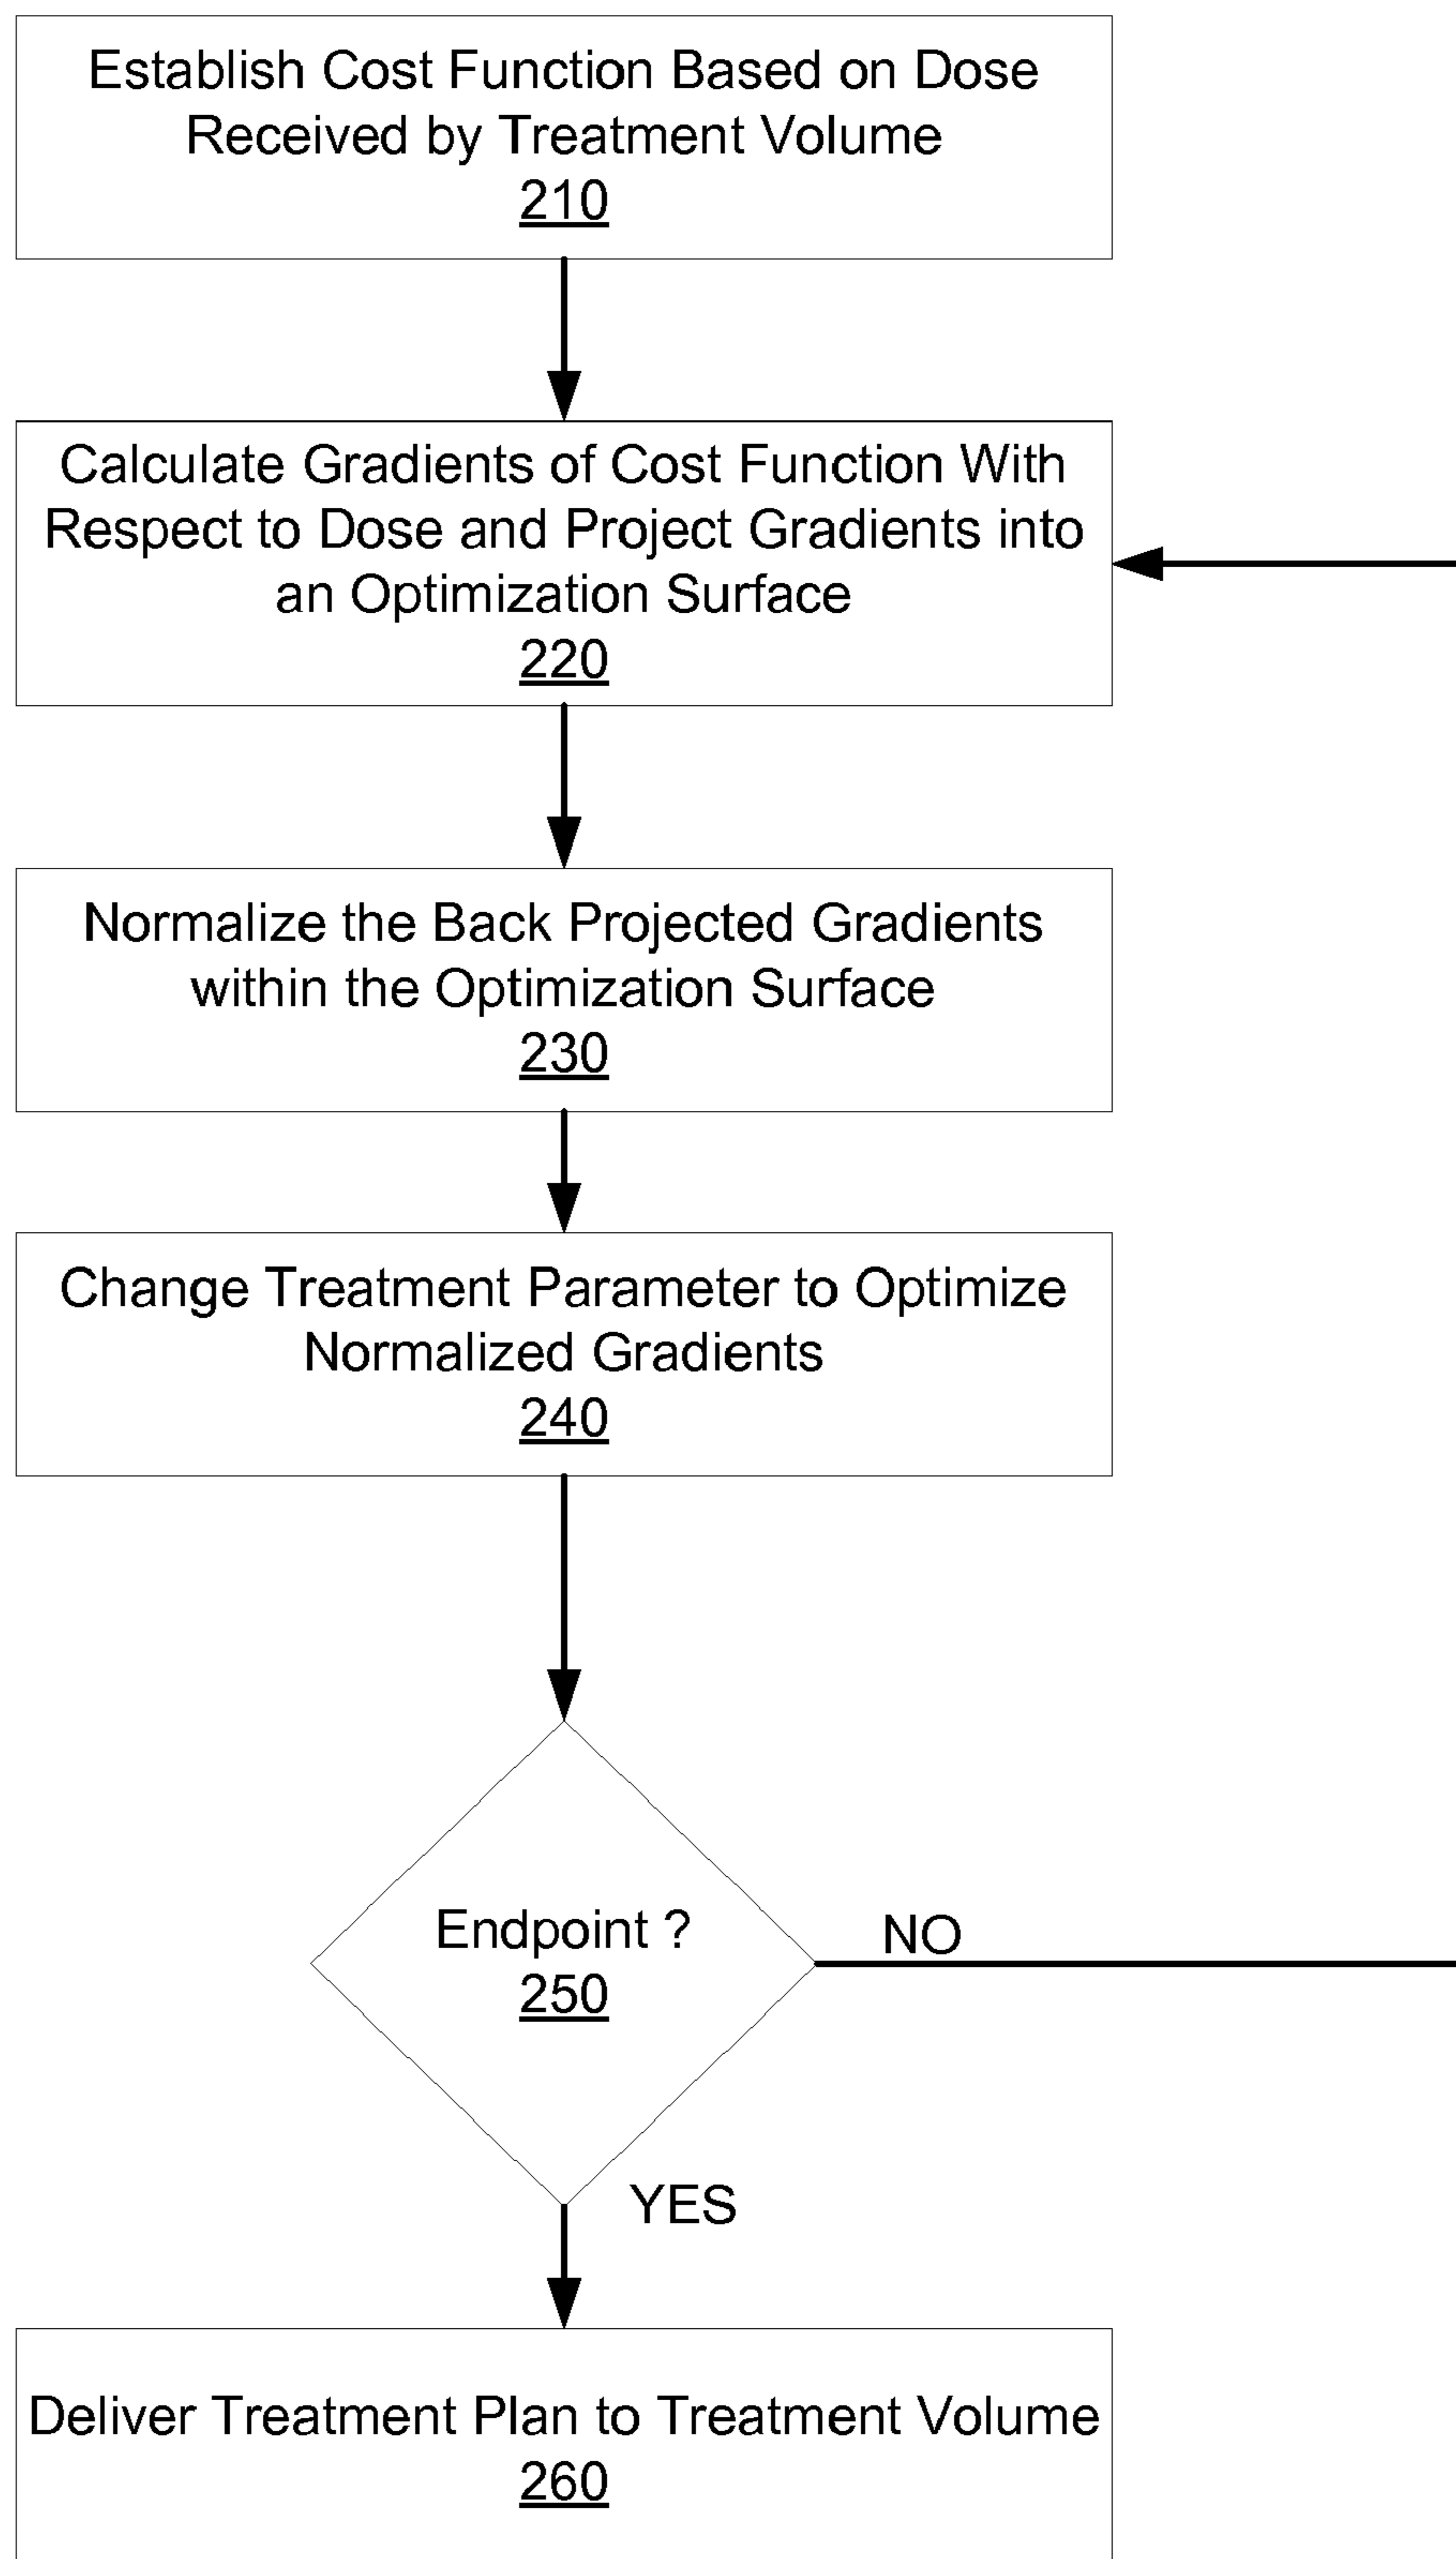 Establish Cost Function Based on Dose
Received by Treatment Volume
210
Calculate Gradients of Cost Function With
Respect to Dose and Project Gradients into
an Optimization Surface
220
Normalize the Back Projected Gradients
within the Optimization Surface
230
Change Treatment Parameter to Optimize
Normalized Gradients
240
Endpoint ?
250
NO
YES
Deliver Treatment Plan to Treatment Volume
260